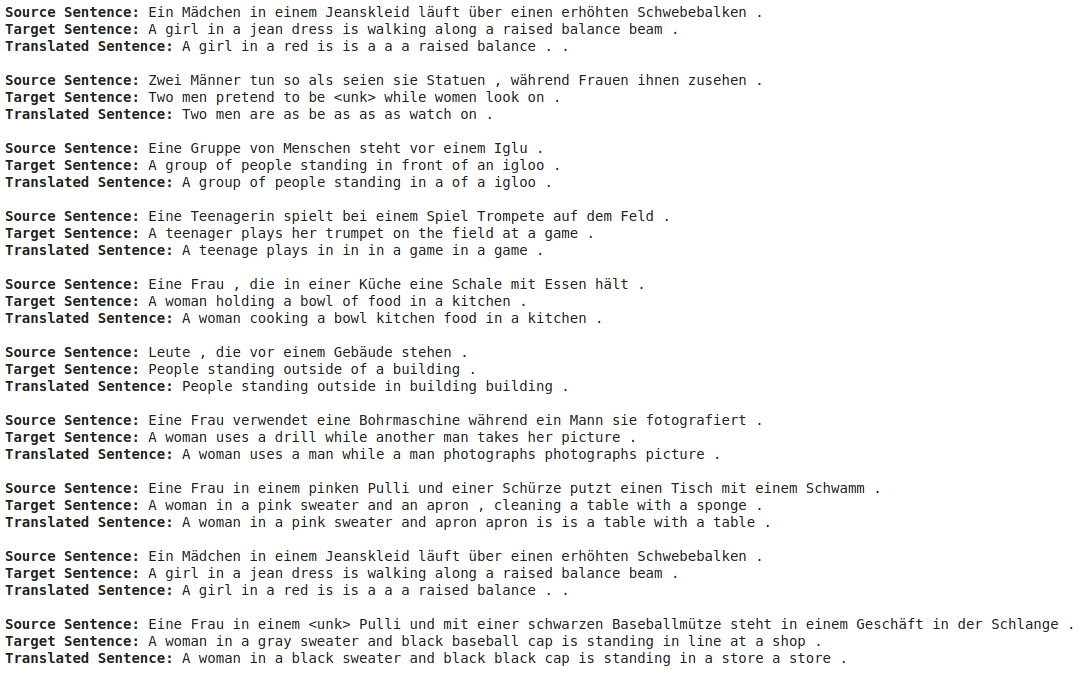 Source Sentence: Ein Mädchen in einem Jeanskleid läuft über einen erhöhten Schwebebalken .
Target Sentence: A girl in a jean dress is walking along a raised balance beam .
Translated Sentence: A girl in a red is is a a a raised balance . .
Source Sentence: Zwei Männer tun so als seien sie Statuen , während Frauen ihnen zusehen .
Target Sentence: Two men pretend to be <unk> while women look on .
Translated Sentence: Two men are as be as as as watch on .
Source Sentence: Eine Gruppe von Menschen steht vor einem Iglu .
Target Sentence: A group of people standing in front of an igloo .
Translated Sentence: A group of people standing in a of a igloo .
Source Sentence: Eine Teenagerin spielt bei einem Spiel Trompete auf dem Feld .
Target Sentence: A teenager plays her trumpet on the field at a game .
Translated Sentence: A teenage plays in in in a game in a game .
Source Sentence: Eine Frau , die in einer Küche eine Schale mit Essen hält .
Target Sentence: A woman holding a bowl of food in a kitchen .
Translated Sentence: A woman cooking a bowl kitchen food in a kitchen .
Source Sentence: Leute , die vor einem Gebäude stehen .
Target Sentence: People standing outside of a building .
Translated Sentence: People standing outside in building building .
Source Sentence: Eine Frau verwendet eine Bohrmaschine während ein Mann sie fotografiert .
Target Sentence: A woman uses a drill while another man takes her picture .
Translated Sentence: A woman uses a man while a man photographs photographs picture .
Source Sentence: Eine Frau in einem pinken Pulli und einer Schürze putzt einen Tisch mit einem Schwamm .
Target Sentence: A woman in a pink sweater and an apron , cleaning a table with a sponge .
Translated Sentence: A woman in a pink sweater and apron apron is is a table with a table .
Source Sentence: Ein Mädchen in einem Jeanskleid läuft über einen erhöhten Schwebebalken .
Target Sentence: A girl in a jean dress is walking along a raised balance beam .
Translated Sentence: A girl in a red is is a a a raised balance . .
Source Sentence: Eine Frau in einem <unk> Pulli und mit einer schwarzen Baseballmütze steht in einem Geschäft in der Schlange .
Target Sentence: A woman in a gray sweater and black baseball cap is standing in line at a shop .
Translated Sentence: A woman in a black sweater and black black cap is standing in a store a store .